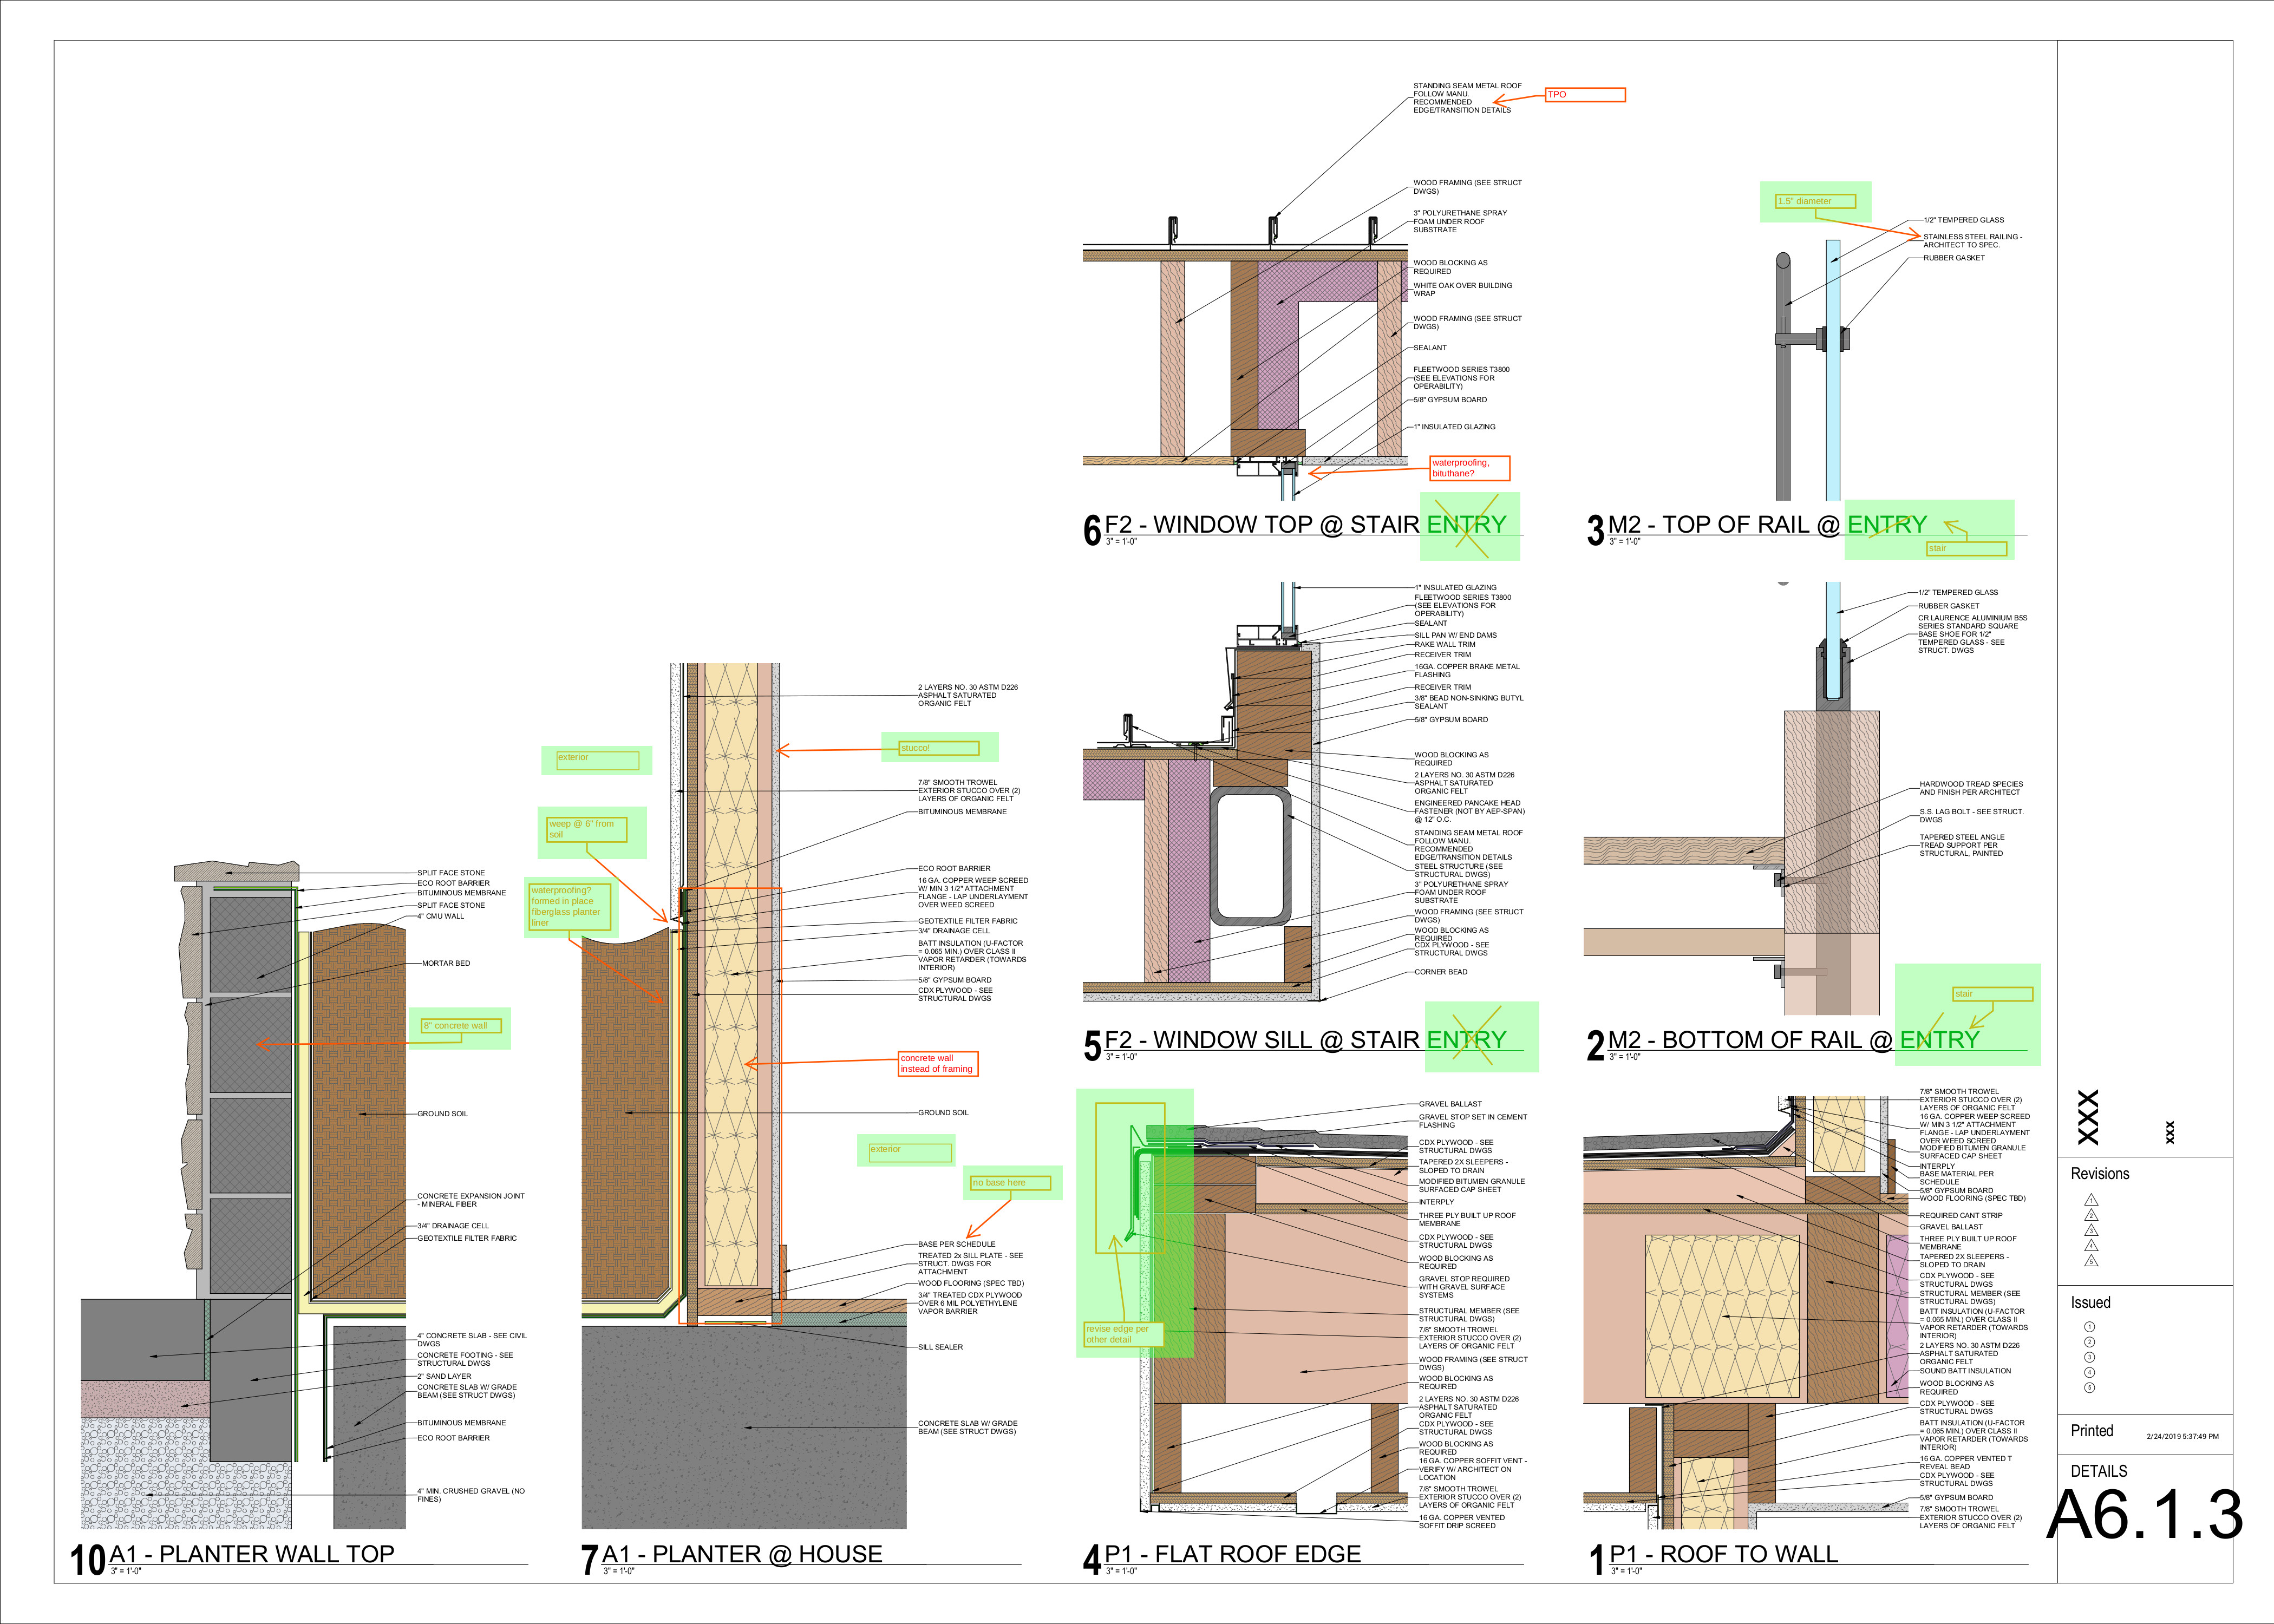 STANDING SEAM METAL ROOF
FOLLOW MANU.
RECOMMENDED
EDGE/TRANSITION DETAILS
TPO
WOOD FRAMING (SEE STRUCT
DWGS)
3" POLYURETHANE SPRAY
FOAM UNDER ROOF
SUBSTRATE
WOOD BLOCKING AS
REQUIRED
WHITE OAK OVER BUILDING
WRAP
WOOD FRAMING (SEE STRUCT
DWGS)
SEALANT
FLEETWOOD SERIES T3800
(SEE ELEVATIONS FOR
OPERABILITY)
5/8" GYPSUM BOARD
1" INSULATED GLAZING
waterproofing,
bituthane?
6 F2 - WINDOW TOP @ STAIR ENTRY
3" = 1'-0"
1.5" diameter
1/2" TEMPERED GLASS
STAINLESS STEEL RAILING -
ARCHITECT TO SPEC.
RUBBER GASKET
3 M2 - TOP OF RAIL @ ENTRY
3" = 1'-0"
stair
1" INSULATED GLAZING
FLEETWOOD SERIES T3800
(SEE ELEVATIONS FOR
OPERABILITY)
SEALANT
SILL PAN W/ END DAMS
RAKE WALL TRIM
RECEIVER TRIM
16GA. COPPER BRAKE METAL
FLASHING
RECEIVER TRIM
3/8" BEAD NON-SINKING BUTYL
SEALANT
5/8" GYPSUM BOARD
WOOD BLOCKING AS
REQUIRED
2 LAYERS NO. 30 ASTM D226
ASPHALT SATURATED
ORGANIC FELT
ENGINEERED PANCAKE HEAD
FASTENER (NOT BY AEP-SPAN)
@ 12" O.C.
STANDING SEAM METAL ROOF
FOLLOW MANU.
RECOMMENDED
EDGE/TRANSITION DETAILS
STEEL STRUCTURE (SEE
STRUCTURAL DWGS)
3" POLYURETHANE SPRAY
FOAM UNDER ROOF
SUBSTRATE
WOOD FRAMING (SEE STRUCT
DWGS)
WOOD BLOCKING AS
REQUIRED
CDX PLYWOOD - SEE
STRUCTURAL DWGS
CORNER BEAD
5 F2 - WINDOW SILL @ STAIR ENTRY
3" = 1'-0"
1/2" TEMPERED GLASS
RUBBER GASKET
CR LAURENCE ALUMINIUM B5S
SERIES STANDARD SQUARE
BASE SHOE FOR 1/2"
TEMPERED GLASS - SEE
STRUCT. DWGS
HARDWOOD TREAD SPECIES
AND FINISH PER ARCHITECT
S.S. LAG BOLT - SEE STRUCT.
DWGS
TAPERED STEEL ANGLE
TREAD SUPPORT PER
STRUCTURAL, PAINTED
stair
2 M2 - BOTTOM OF RAIL @ ENTRY
3" = 1'-0"
SPLIT FACE STONE
ECO ROOT BARRIER
BITUMINOUS MEMBRANE
SPLIT FACE STONE
4" CMU WALL
MORTAR BED
8" concrete wall
GROUND SOIL
CONCRETE EXPANSION JOINT
- MINERAL FIBER
3/4" DRAINAGE CELL
GEOTEXTILE FILTER FABRIC
4" CONCRETE SLAB - SEE CIVIL
DWGS
CONCRETE FOOTING - SEE
STRUCTURAL DWGS
2" SAND LAYER
CONCRETE SLAB W/ GRADE
BEAM (SEE STRUCT DWGS)
BITUMINOUS MEMBRANE
ECO ROOT BARRIER
4" MIN. CRUSHED GRAVEL (NO
FINES)
10 A1 - PLANTER WALL TOP
3" = 1'-0"
2 LAYERS NO. 30 ASTM D226
ASPHALT SATURATED
ORGANIC FELT
stucco!
exterior
7/8" SMOOTH TROWEL
EXTERIOR STUCCO OVER (2)
LAYERS OF ORGANIC FELT
BITUMINOUS MEMBRANE
weep @ 6" from
soil
waterproofing?
formed in place
fiberglass planter
liner
ECO ROOT BARRIER
16 GA. COPPER WEEP SCREED
W/ MIN 3 1/2" ATTACHMENT
FLANGE - LAP UNDERLAYMENT
OVER WEED SCREED
GEOTEXTILE FILTER FABRIC
3/4" DRAINAGE CELL
BATT INSULATION (U-FACTOR
= 0.065 MIN.) OVER CLASS II
VAPOR RETARDER (TOWARDS
INTERIOR)
5/8" GYPSUM BOARD
CDX PLYWOOD - SEE
STRUCTURAL DWGS
concrete wall
instead of framing
GROUND SOIL
exterior
no base here
BASE PER SCHEDULE
TREATED 2x SILL PLATE - SEE
STRUCT. DWGS FOR
ATTACHMENT
WOOD FLOORING (SPEC TBD)
3/4" TREATED CDX PLYWOOD
OVER 6 MIL POLYETHYLENE
VAPOR BARRIER
SILL SEALER
CONCRETE SLAB W/ GRADE
BEAM (SEE STRUCT DWGS)
7 A1 - PLANTER @ HOUSE
3" = 1'-0"
GRAVEL BALLAST
GRAVEL STOP SET IN CEMENT
FLASHING
CDX PLYWOOD - SEE
STRUCTURAL DWGS
TAPERED 2X SLEEPERS -
SLOPED TO DRAIN
MODIFIED BITUMEN GRANULE
SURFACED CAP SHEET
INTERPLY
THREE PLY BUILT UP ROOF
MEMBRANE
CDX PLYWOOD - SEE
STRUCTURAL DWGS
WOOD BLOCKING AS
REQUIRED
GRAVEL STOP REQUIRED
WITH GRAVEL SURFACE
SYSTEMS
STRUCTURAL MEMBER (SEE
STRUCTURAL DWGS)
7/8" SMOOTH TROWEL
EXTERIOR STUCCO OVER (2)
LAYERS OF ORGANIC FELT
revise edge per
other detail
WOOD FRAMING (SEE STRUCT
DWGS)
WOOD BLOCKING AS
REQUIRED
2 LAYERS NO. 30 ASTM D226
ASPHALT SATURATED
ORGANIC FELT
CDX PLYWOOD - SEE
STRUCTURAL DWGS
WOOD BLOCKING AS
REQUIRED
16 GA. COPPER SOFFIT VENT -
VERIFY W/ ARCHITECT ON
LOCATION
7/8" SMOOTH TROWEL
EXTERIOR STUCCO OVER (2)
LAYERS OF ORGANIC FELT
16 GA. COPPER VENTED
SOFFIT DRIP SCREED
4 P1 - FLAT ROOF EDGE
3" = 1'-0"
7/8" SMOOTH TROWEL
EXTERIOR STUCCO OVER (2)
LAYERS OF ORGANIC FELT
16 GA. COPPER WEEP SCREED
W/ MIN 3 1/2" ATTACHMENT
FLANGE - LAP UNDERLAYMENT
OVER WEED SCREED
MODIFIED BITUMEN GRANULE
SURFACED CAP SHEET
INTERPLY
BASE MATERIAL PER
SCHEDULE
5/8" GYPSUM BOARD
WOOD FLOORING (SPEC TBD)
REQUIRED CANT STRIP
GRAVEL BALLAST
THREE PLY BUILT UP ROOF
MEMBRANE
TAPERED 2X SLEEPERS -
SLOPED TO DRAIN
CDX PLYWOOD - SEE
STRUCTURAL DWGS
STRUCTURAL MEMBER (SEE
STRUCTURAL DWGS)
BATT INSULATION (U-FACTOR
= 0.065 MIN.) OVER CLASS II
VAPOR RETARDER (TOWARDS
INTERIOR)
2 LAYERS NO. 30 ASTM D226
ASPHALT SATURATED
ORGANIC FELT
SOUND BATT INSULATION
WOOD BLOCKING AS
REQUIRED
CDX PLYWOOD - SEE
STRUCTURAL DWGS
BATT INSULATION (U-FACTOR
= 0.065 MIN.) OVER CLASS II
VAPOR RETARDER (TOWARDS
INTERIOR)
16 GA. COPPER VENTED T
REVEAL BEAD
CDX PLYWOOD - SEE
STRUCTURAL DWGS
5/8" GYPSUM BOARD
7/8" SMOOTH TROWEL
EXTERIOR STUCCO OVER (2)
LAYERS OF ORGANIC FELT
1 P1 - ROOF TO WALL
3" = 1'-0"
XXX
XXX
Revisions
1
2
3
4
5
Issued
1
2
3
4
5
Printed 2/24/2019 5:37:49 PM
DETAILS
A6.1.3